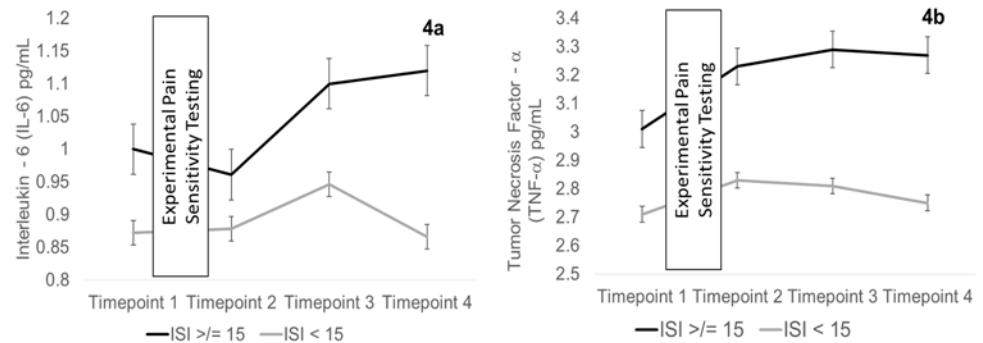 4a
Interleukin - 6 (IL-6) pg/mL
1.2
1.15
1.1
1.05
1
0.95
0.9
0.85
0.8
Experimental Pain
Sensitivity Testing
Timepoint 1 Timepoint 2 Timepoint 3 Timepoint 4
ISI >/= 15 ISI < 15
4b
Tumor Necrosis Factor - α
(TNF-α) pg/mL
3.4
3.3
3.2
3.1
3
2.9
2.8
2.7
2.6
2.5
Experimental Pain
Sensitivity Testing
Timepoint 1 Timepoint 2 Timepoint 3 Timepoint 4
ISI >/= 15 ISI < 15